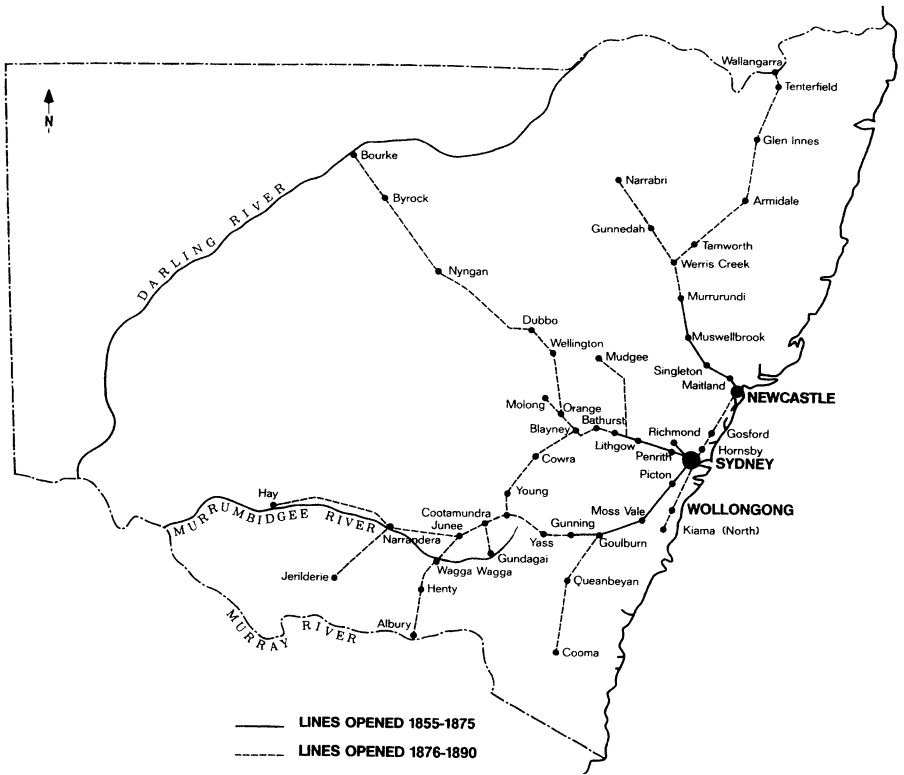 Wallangarra
Tenterfield
N
Glen Innes
Bourke
Narrabri
Byrock
Armidale
DARLING RIVER
Gunnedah
Tamworth
Werris Creek
Nyngan
Murrurundi
Dubbo
Wellington
Muswellbrook
Mudgee
Singleton
Maitland
NEWCASTLE
Molong
Orange
Bathurst
Richmond
Gosford
Blayney
Lithgow
Hornsby
Penrith
SYDNEY
Cowra
Picton
Hay
Young
WOLLONGONG
MURRUMBIDGEE RIVER
Cootamundra
Moss Vale
Junee
Gunning
Kiama (North)
Narrandera
Yass
Goulburn
Gundagai
Wagga Wagga
Jerilderie
Queanbeyan
Henty
MURRAY RIVER
Albury
Cooma
LINES OPENED 1855-1875
LINES OPENED 1876-1890